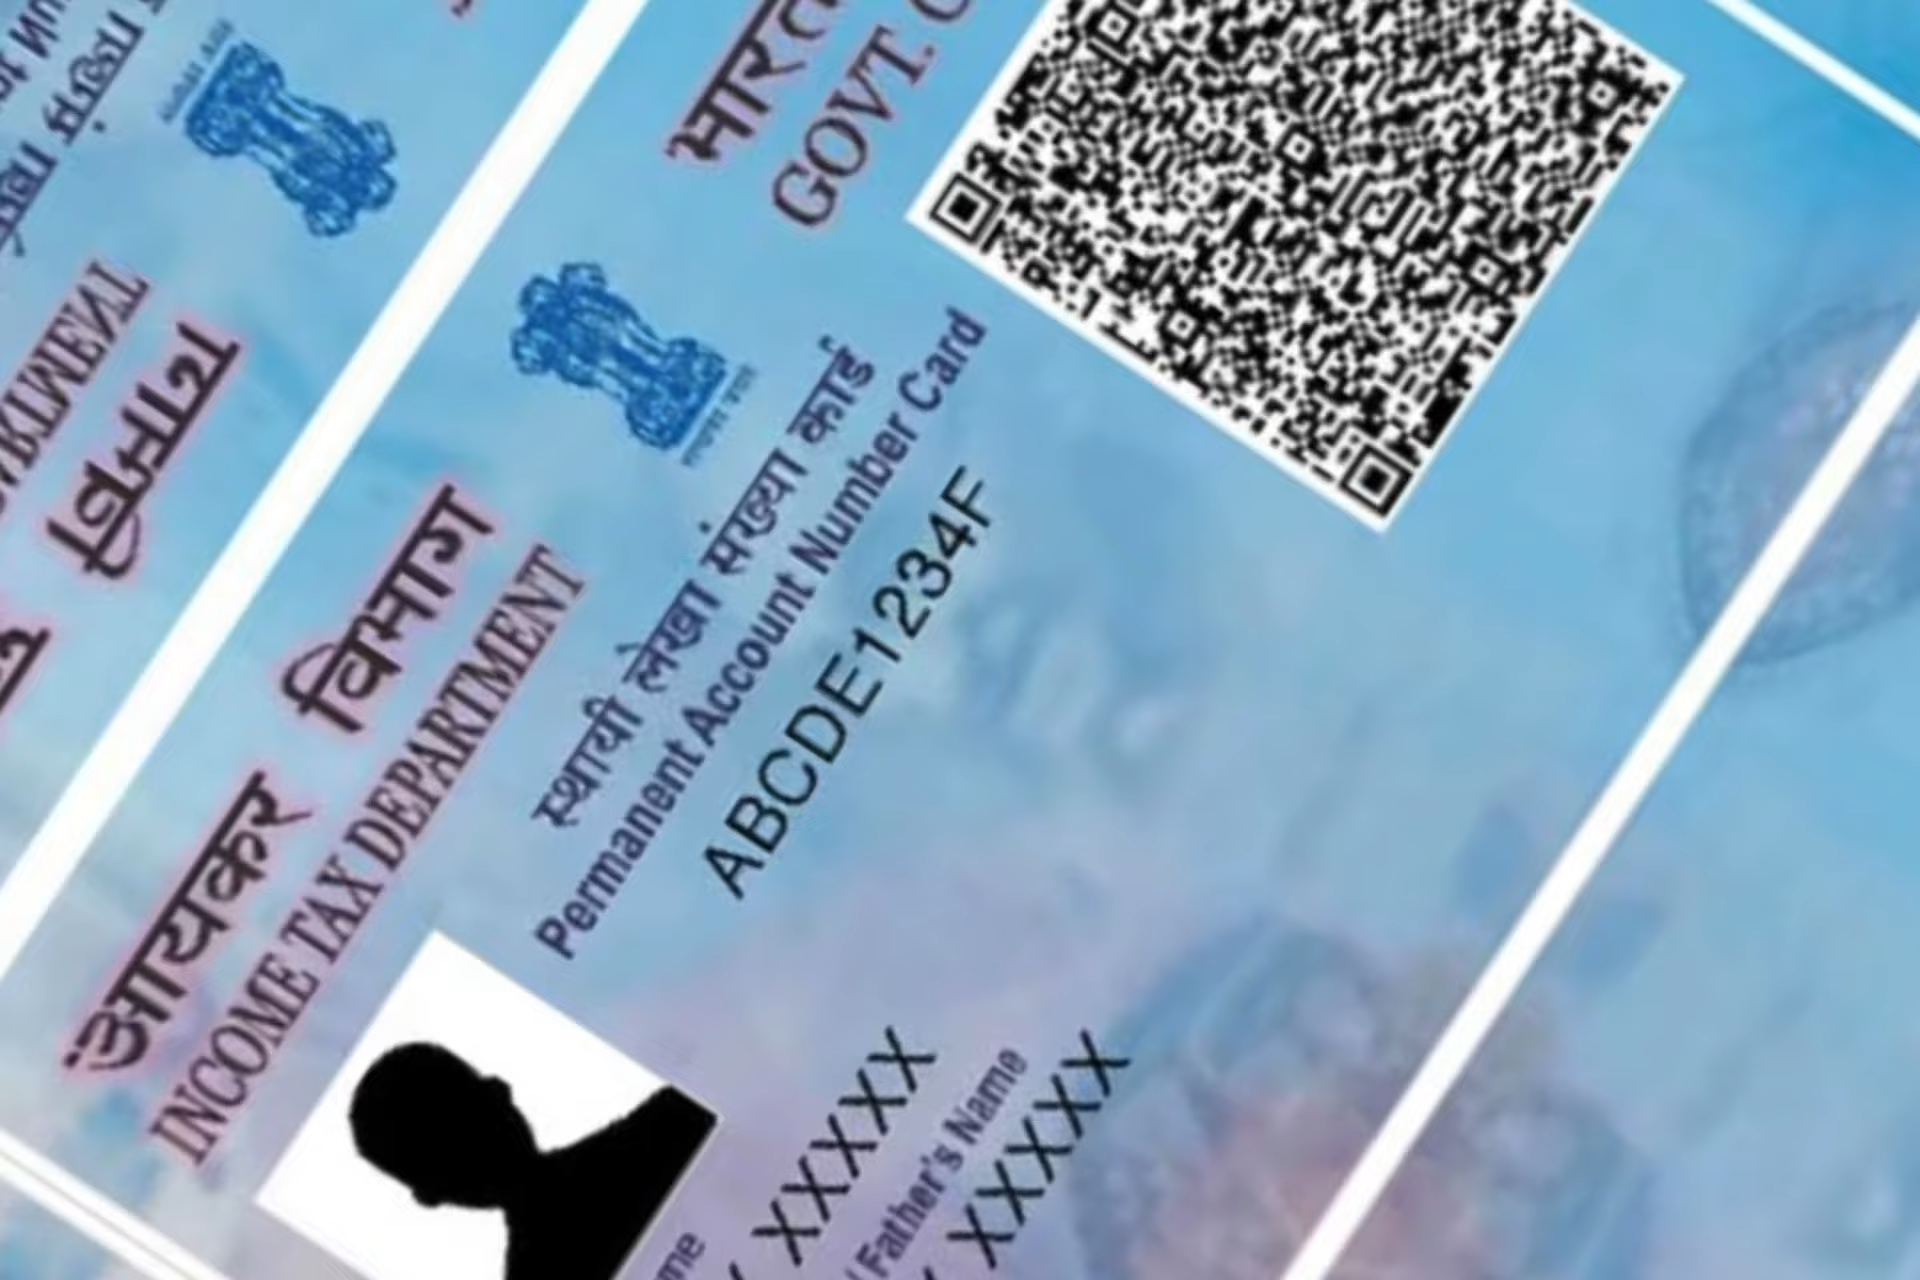 भारत
GOVT.
आयकर विभाग
INCOME TAX DEPARTMENT
स्थायी लेखा संख्या कार्ड
Permanent Account Number Card
ABCDE1234F
XXXXX
Father's Name
XXXXX